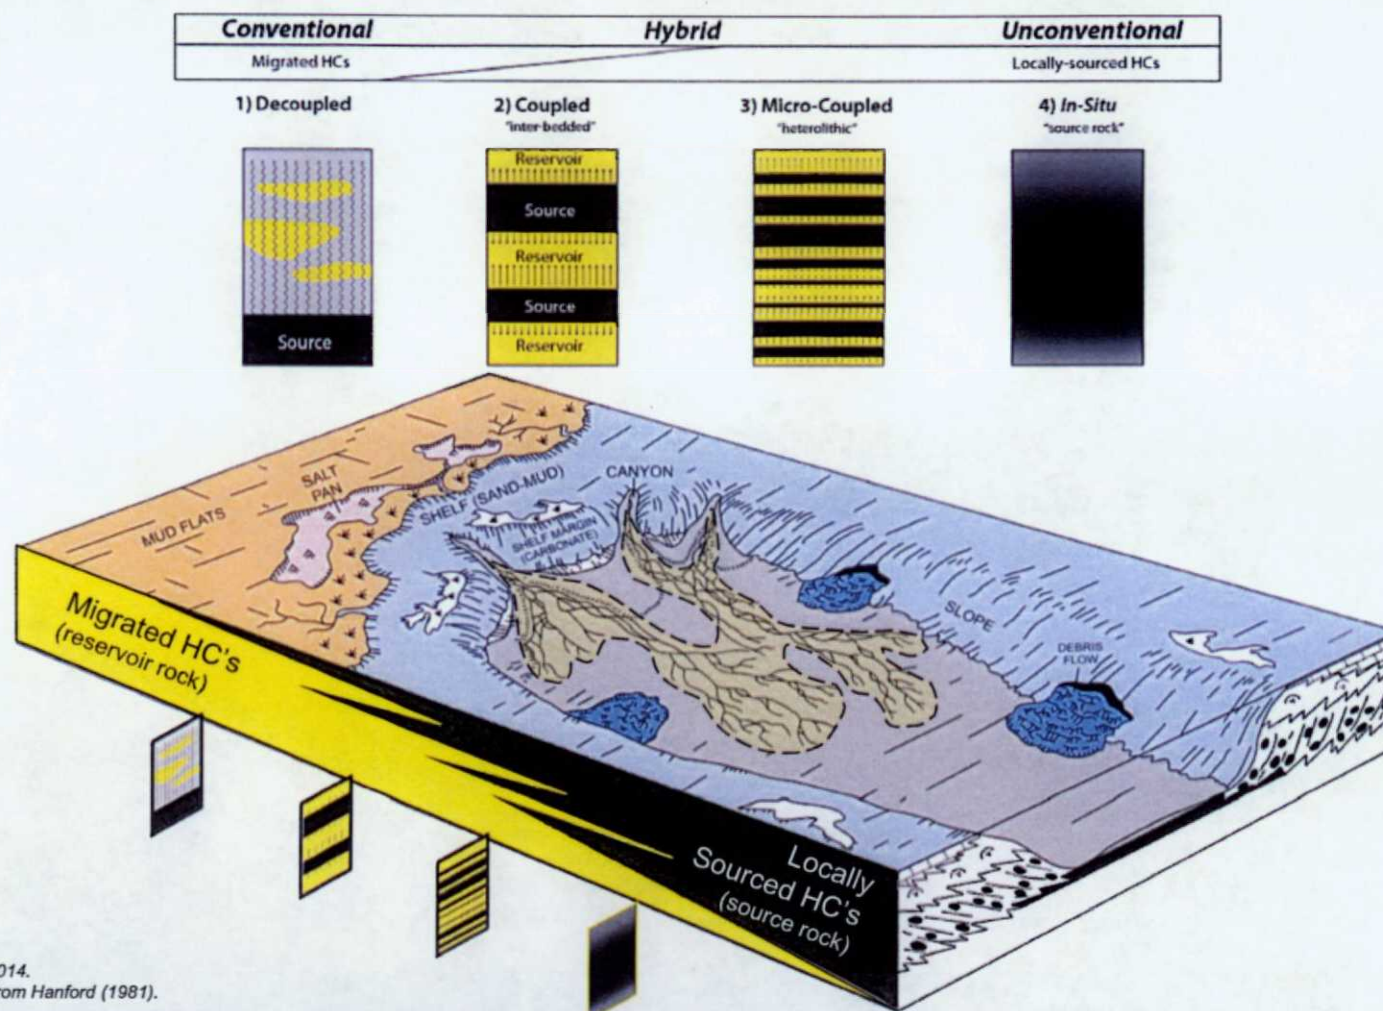 Conventional Hybrid Unconventional
Migrated HCs Locally-sourced HCs
1) Decoupled 2) Coupled 3) Micro-Coupled 4) In-Situ
"inter-bedded" "heterolithic" "source rock"
Reservoir
Source
Reservoir
Source
Reservoir
Source
MUD FLATS
SALT
PAN
SHELF (SAND-MUD)
CANYON
SHELF MARGIN
(CARBONATE)
SLOPE
DEBRIS
FLOW
Migrated HC's
(reservoir rock)
Locally
Sourced HC's
(source rock)
014.
rom Hanford (1981).